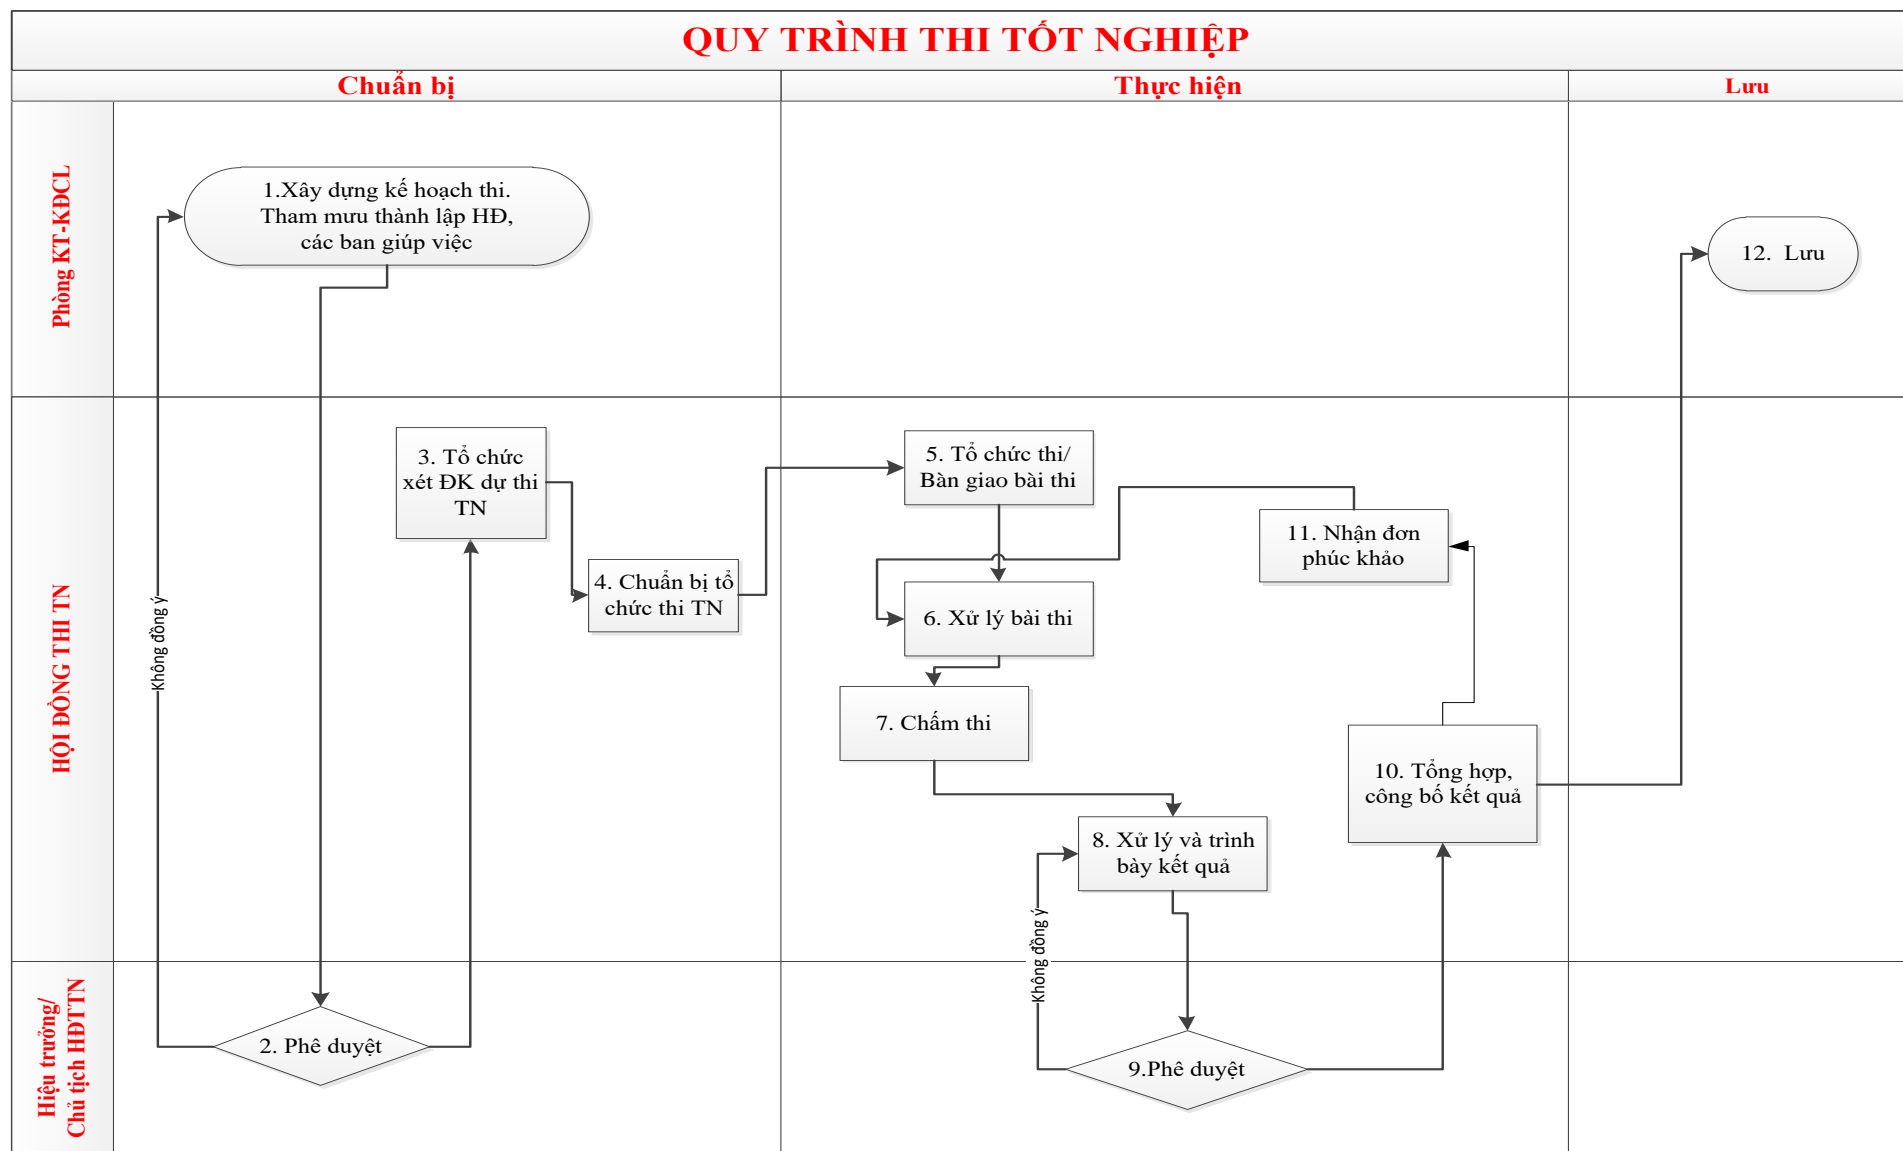 QUY TRÌNH THI TỐT NGHIỆP
Chuẩn bị
Thực hiện
Lưu
Phòng KT-KĐCL
1.Xây dựng kế hoạch thi.
Tham mưu thành lập HĐ,
các ban giúp việc
12. Lưu
HỘI ĐỒNG THI TN
Không đồng ý
3. Tổ chức
xét ĐK dự thi
TN
4. Chuẩn bị tổ
chức thi TN
5. Tổ chức thi/
Bàn giao bài thi
6. Xử lý bài thi
7. Chấm thi
8. Xử lý và trình
bày kết quả
Không đồng ý
11. Nhận đơn
phúc khảo
10. Tổng hợp,
công bố kết quả
Hiệu trưởng/
Chủ tịch HĐTTN
2. Phê duyệt
9.Phê duyệt